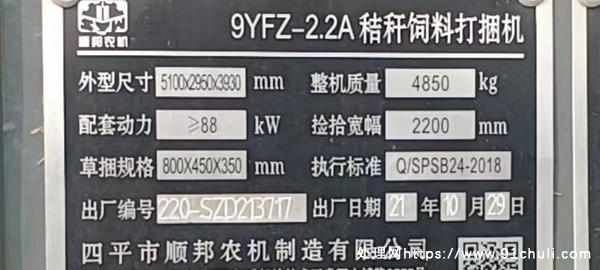 顺邦农机
9YFZ-2.2A 秸秆饲料打捆机
外型尺寸 5100x2950x3930 mm 整机质量 4850 kg
配套动力 ≥88 kW 捡拾宽幅 2200 mm
草捆规格 800X450X350 mm 执行标准 Q/SPSB24-2018
出厂编号 220-SZD213717 出厂日期 21 年 10 月 29 日
四平市顺邦农机制造有限公司
处理网https://www.91chuli.com